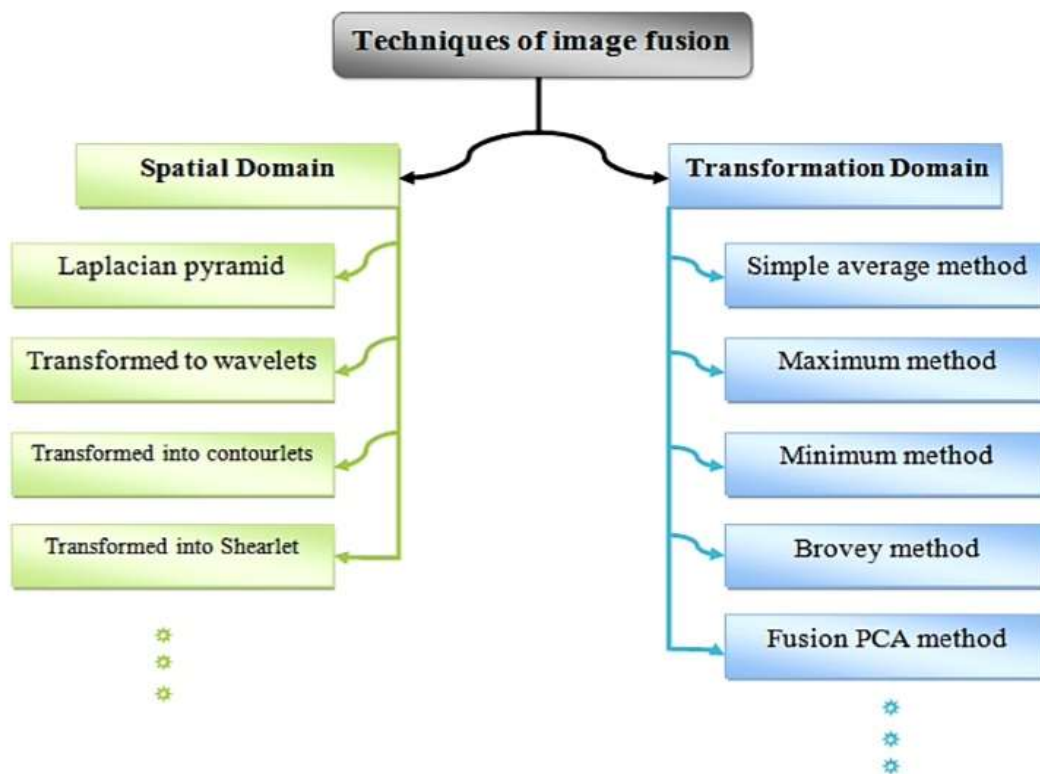 Techniques of image fusion
Spatial Domain
Laplacian pyramid
Transformed to wavelets
Transformed into contourlets
Transformed into Shearlet
Transformation Domain
Simple average method
Maximum method
Minimum method
Brovey method
Fusion PCA method